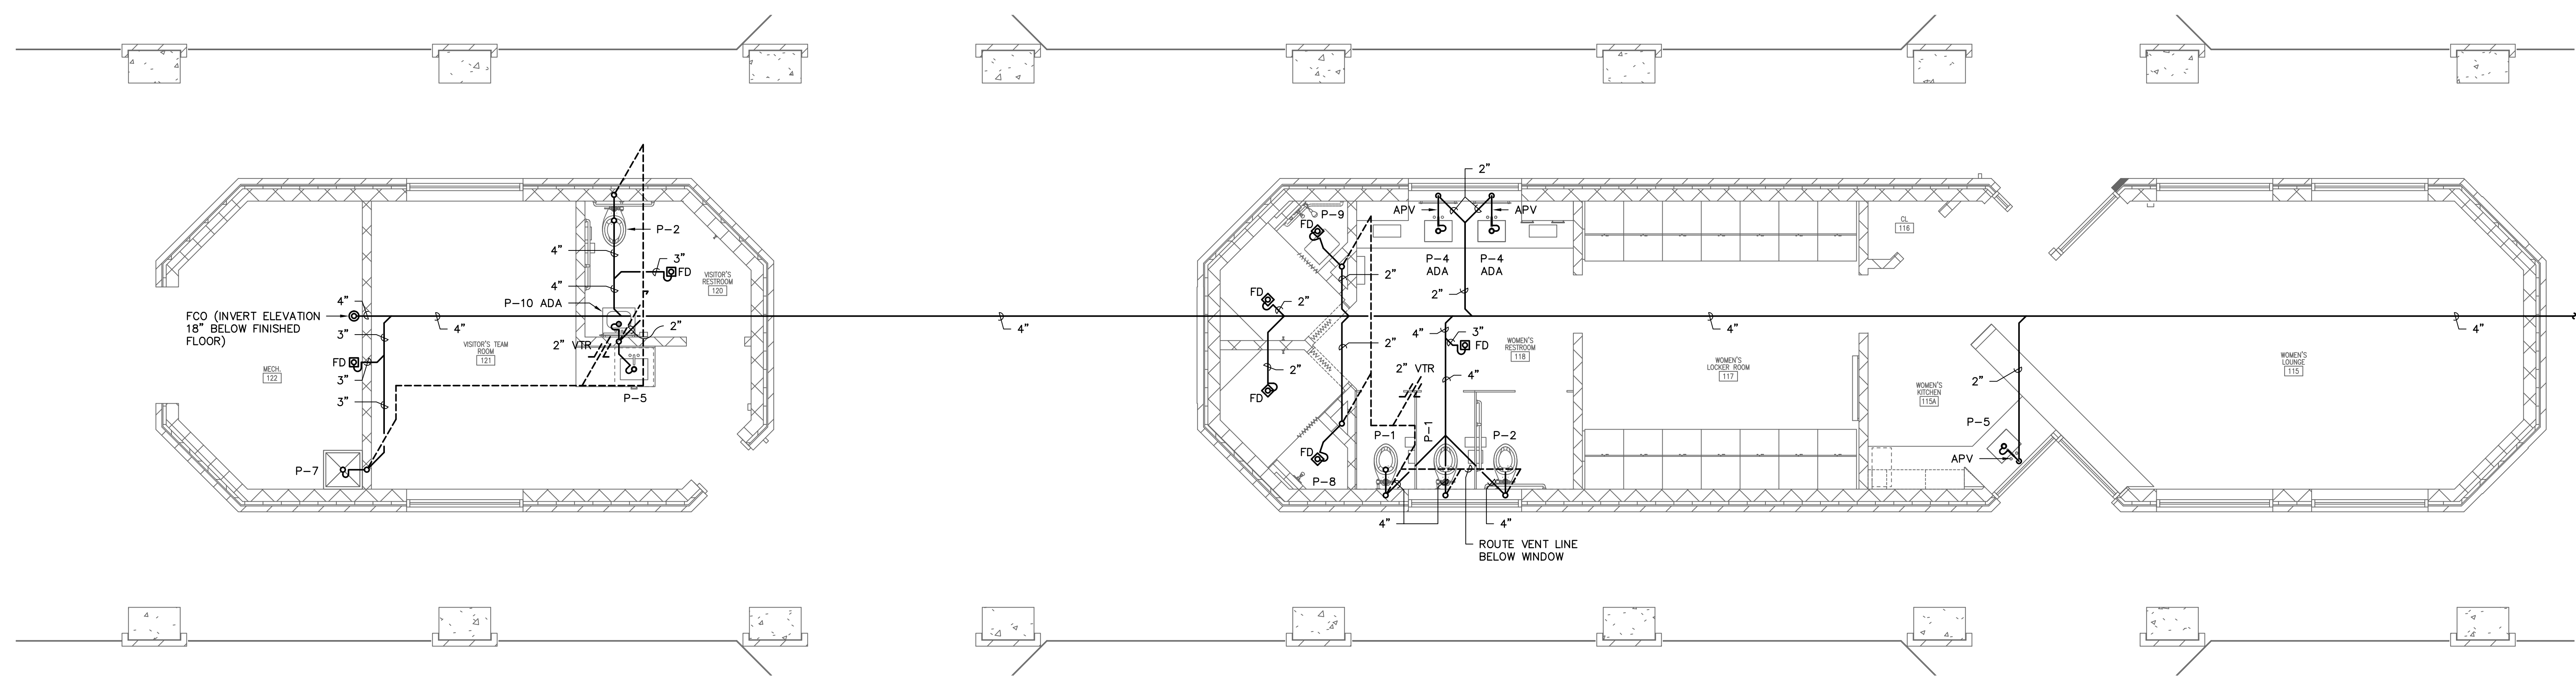 FCO (INVERT ELEVATION
18" BELOW FINISHED
FLOOR)
4"
4"
3"
FD
3"
3"
MECH.
122
P-7
VISITOR'S TEAM
ROOM
121
P-2
4"
3"
FD
4"
VISITOR'S
RESTROOM
120
P-10 ADA
2"
2" VTR
P-5
4"
2"
P-9
FD
APV
APV
P-4
ADA
P-4
ADA
2"
FD
2"
2"
4"
3"
FD
2"
2"
FD
2" VTR
4"
WOMEN'S
RESTROOM
118
P-1
P-1
P-2
FD
P-8
4"
4"
ROUTE VENT LINE
BELOW WINDOW
4"
WOMEN'S
LOCKER ROOM
117
CL
116
WOMEN'S
KITCHEN
115A
2"
P-5
APV
WOMEN'S
LOUNGE
115
4"